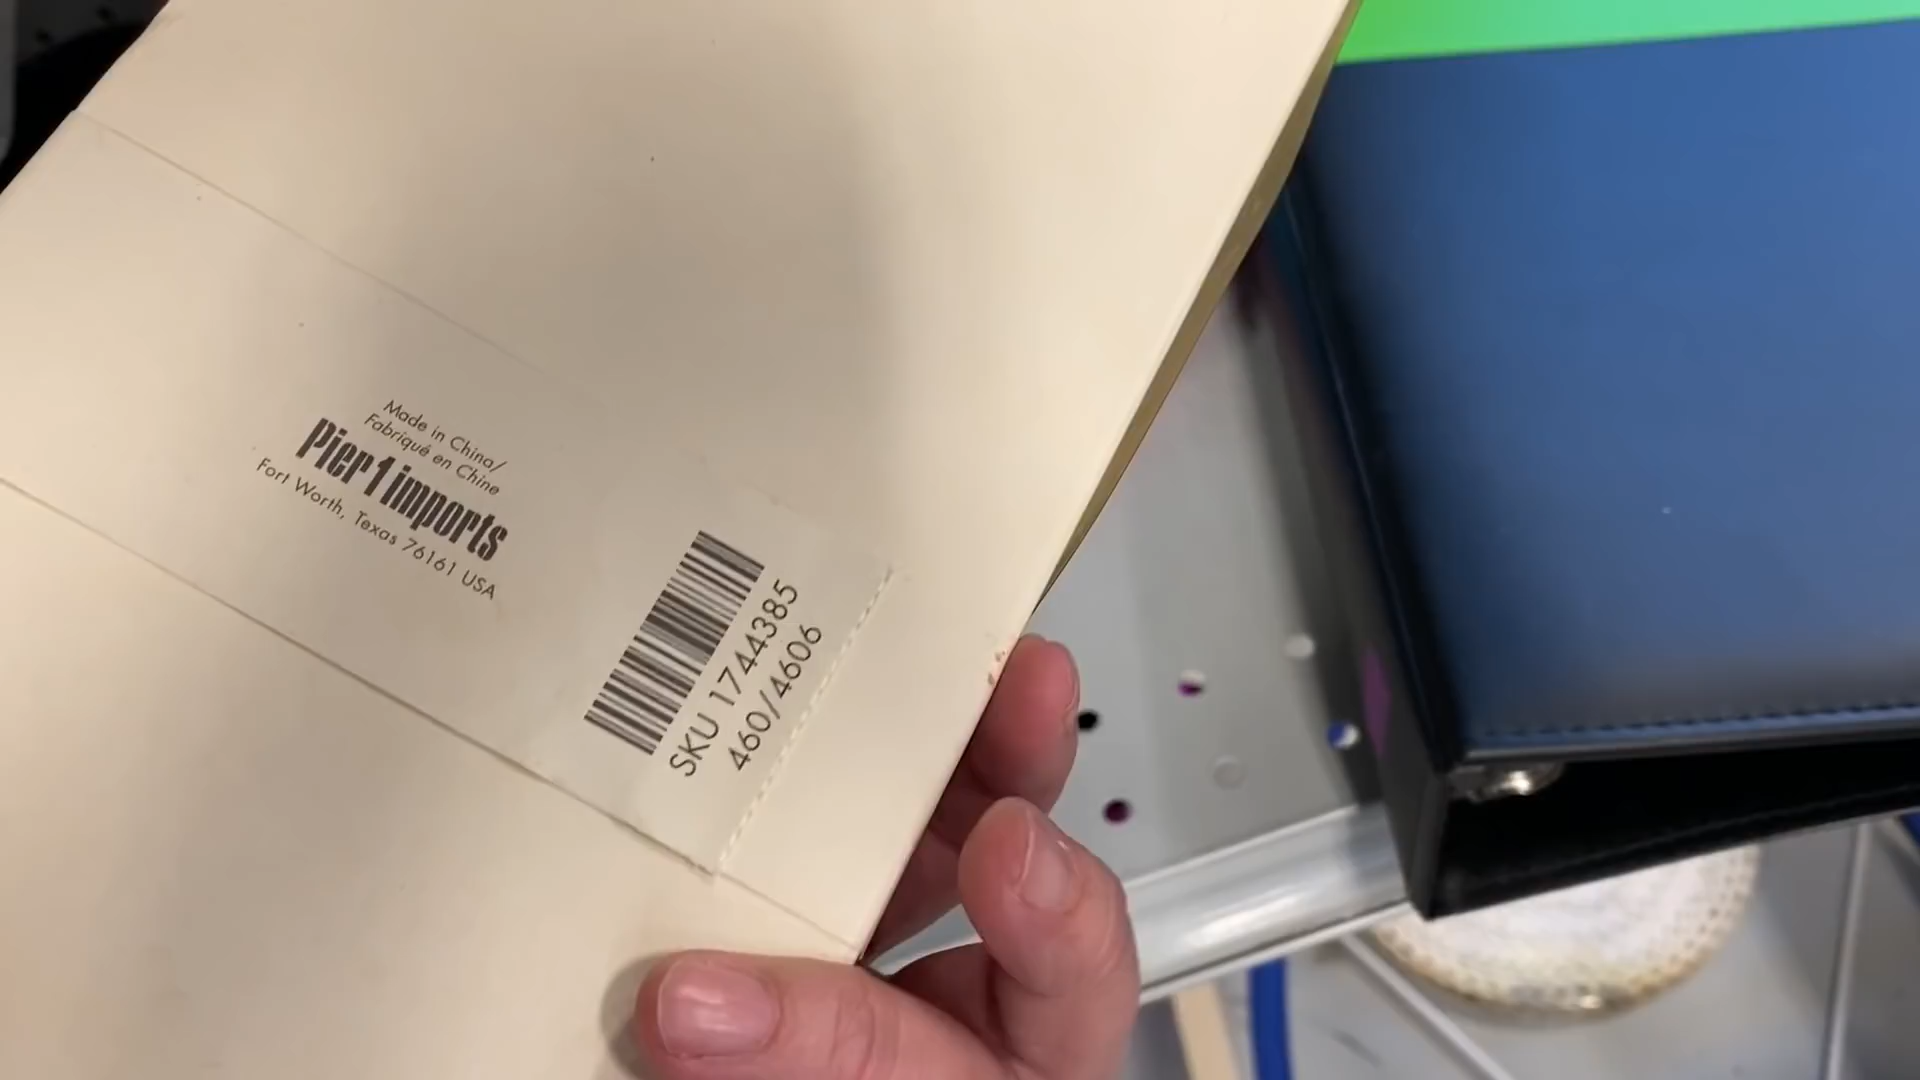 Made in China/
Fabriqué en Chine
Pier 1 imports
Fort Worth, Texas 76161 USA
SKU 1744385
460/4606